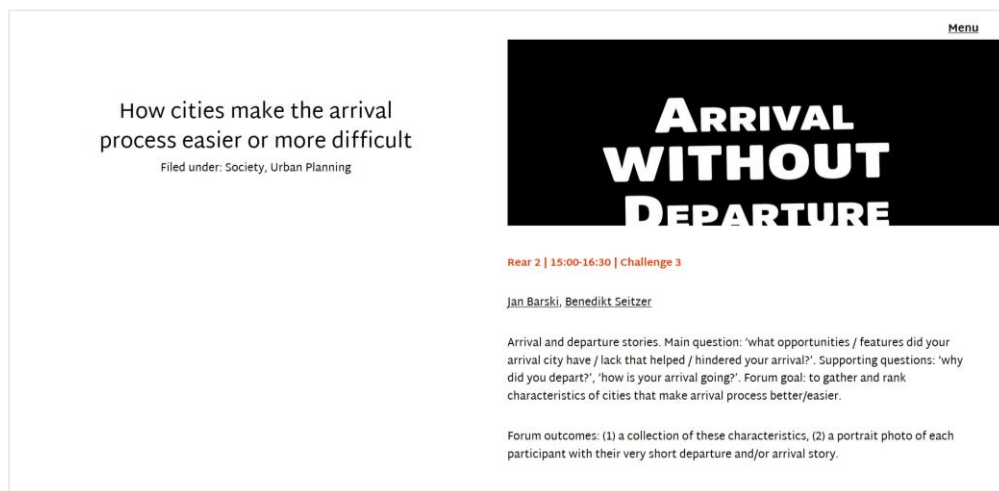 Menu
How cities make the arrival
process easier or more difficult
Filed under: Society, Urban Planning
ARRIVAL
WITHOUT
DEPARTURE
Rear 2 | 15:00-16:30 | Challenge 3
Jan Barski, Benedikt Seitzer
Arrival and departure stories. Main question: ‘what opportunities / features did your
arrival city have / lack that helped / hindered your arrival?’. Supporting questions: ‘why
did you depart?’, ‘how is your arrival going?’. Forum goal: to gather and rank
characteristics of cities that make arrival process better/easier.
Forum outcomes: (1) a collection of these characteristics, (2) a portrait photo of each
participant with their very short departure and/or arrival story.